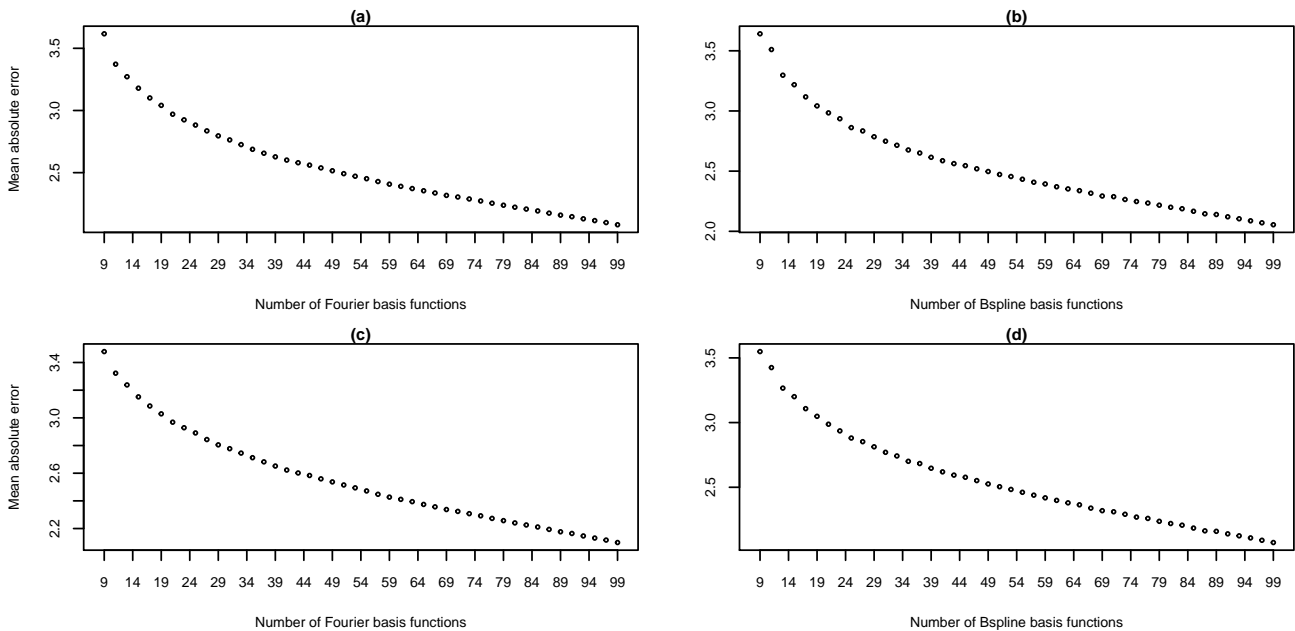 (a)
Mean absolute error
3.5
3.0
2.5
9 14 19 24 29 34 39 44 49 54 59 64 69 74 79 84 89 94 99
Number of Fourier basis functions
(b)
3.5
3.0
2.5
2.0
9 14 19 24 29 34 39 44 49 54 59 64 69 74 79 84 89 94 99
Number of Bspline basis functions
(c)
Mean absolute error
3.4
3.0
2.6
2.2
9 14 19 24 29 34 39 44 49 54 59 64 69 74 79 84 89 94 99
Number of Fourier basis functions
(d)
3.5
3.0
2.5
9 14 19 24 29 34 39 44 49 54 59 64 69 74 79 84 89 94 99
Number of Bspline basis functions